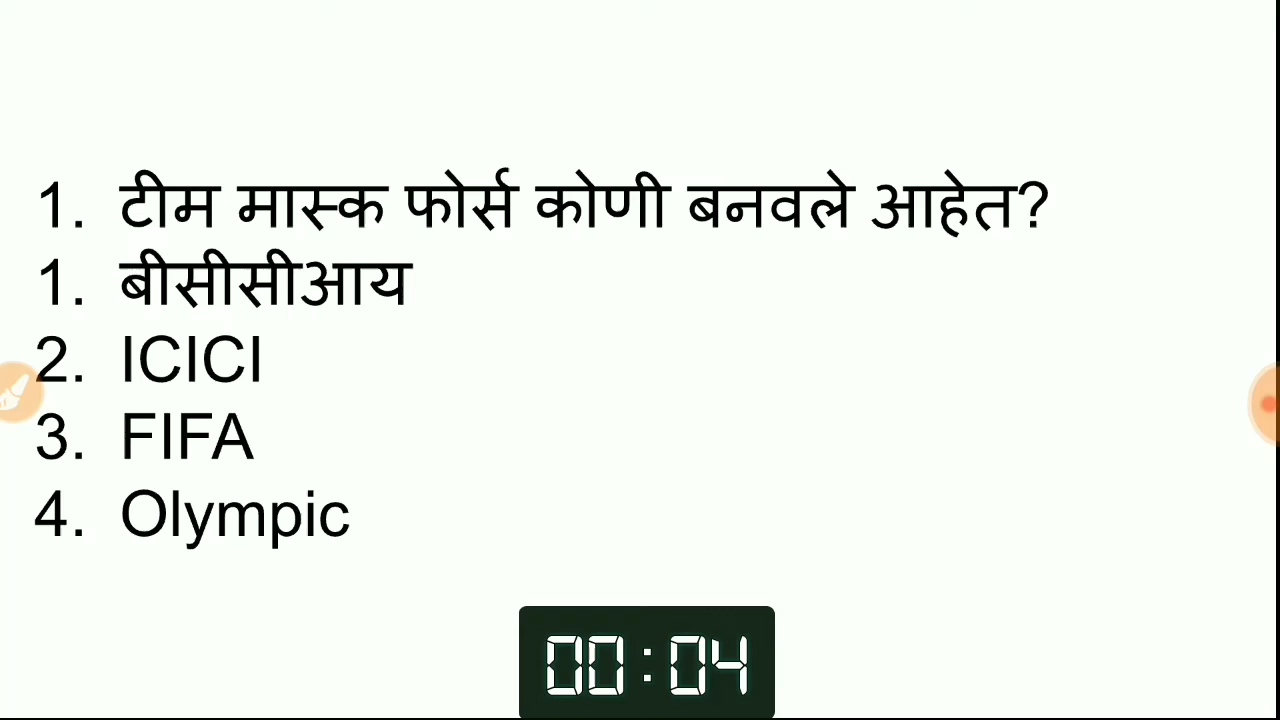 1. टीम मास्क फोर्स कोणी बनवले आहेत?
1. बीसीसीआय
2. ICICI
3. FIFA
4. Olympic
00:04